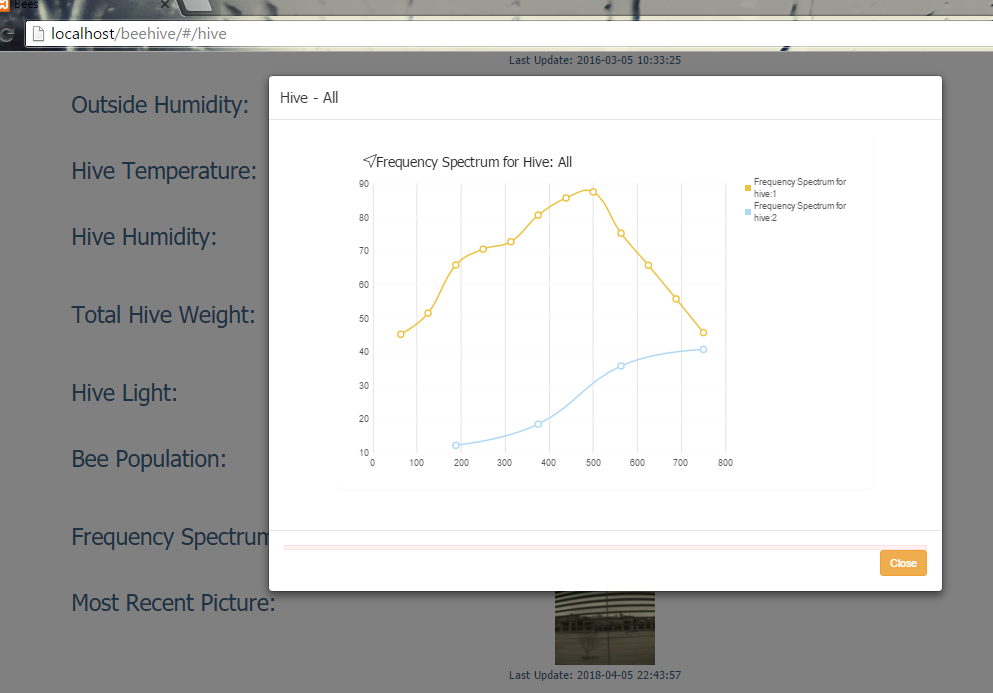 Bees
localhost/beehive/#/hive
Last Update: 2016-03-05 10:33:25
Hive - All
Outside Humidity:
Frequency Spectrum for Hive: All
Hive Temperature:
90
Frequency Spectrum for
hive:1
Frequency Spectrum for
hive:2
80
Hive Humidity:
70
60
Total Hive Weight:
50
40
30
Hive Light:
20
10
Bee Population:
0 100 200 300 400 500 600 700 800
Frequency Spectrum
Close
Most Recent Picture:
Last Update: 2018-04-05 22:43:57